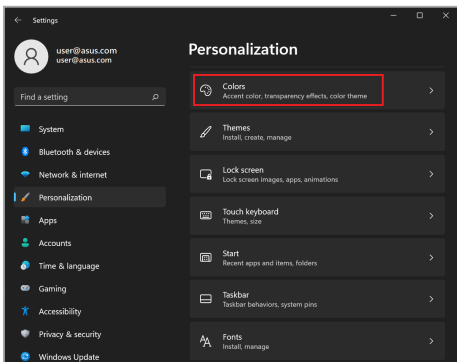 Settings
user@asus.com
user@asus.com
Find a setting
System
Bluetooth & devices
Network & internet
Personalization
Apps
Accounts
Time & language
Gaming
Accessibility
Privacy & security
Windows Update
Personalization
Colors
Accent color, transparency effects, color theme
Themes
Install, create, manage
Lock screen
Lock screen images, apps, animations
Touch keyboard
Themes, size
Start
Recent apps and items, folders
Taskbar
Taskbar behaviors, system pins
Fonts
Install, manage